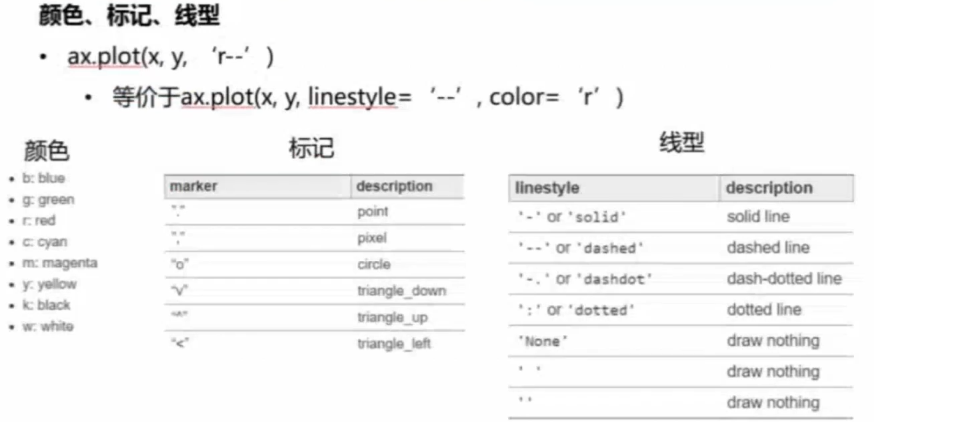 颜色、标记、线型
• ax.plot(x, y, ‘r--’)
• 等价于ax.plot(x, y, linestyle=‘--’, color=‘r’)
颜色
• b: blue
• g: green
• r: red
• c: cyan
• m: magenta
• y: yellow
• k: black
• w: white
标记
marker description
"." point
"," pixel
"o" circle
"v" triangle_down
"^" triangle_up
"<" triangle_left
线型
linestyle description
'-' or 'solid' solid line
'--' or 'dashed' dashed line
'-.' or 'dashdot' dash-dotted line
':' or 'dotted' dotted line
'None' draw nothing
' ' draw nothing
'' draw nothing